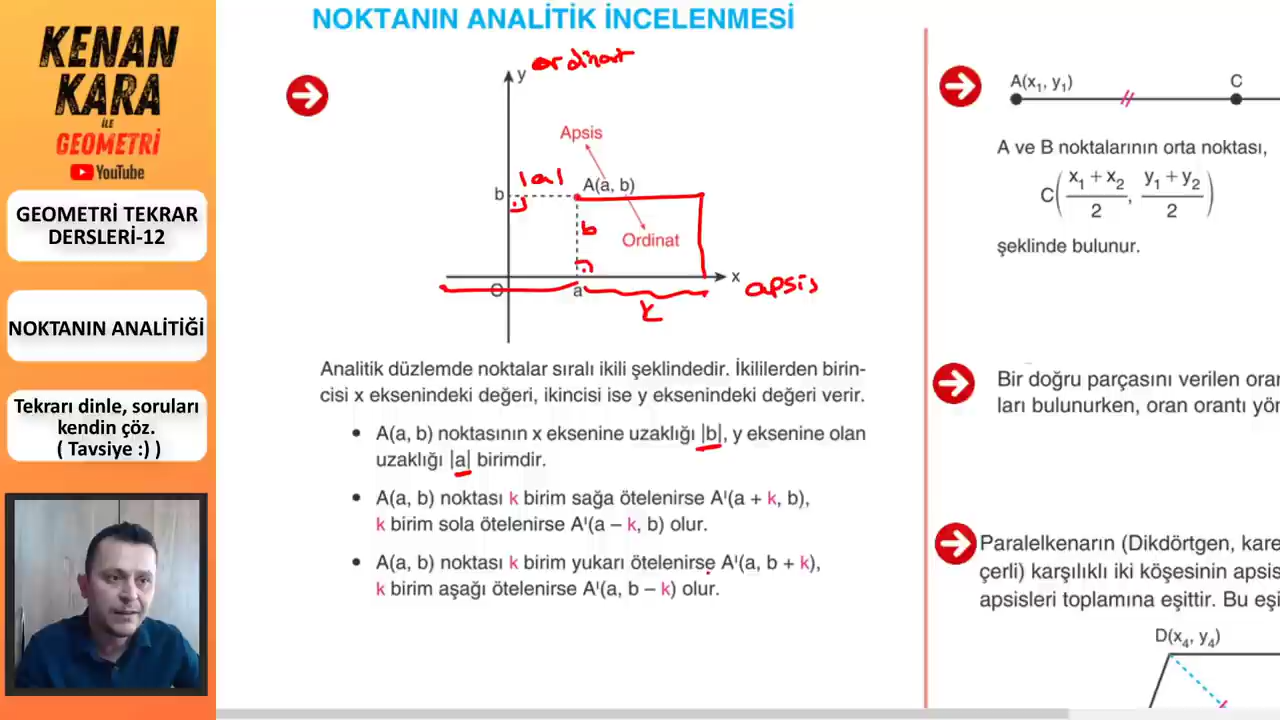 KENAN
KARA
İLE
GEOMETRİ
YouTube
GEOMETRİ TEKRAR
DERSLERİ-12
NOKTANIN ANALİTİĞİ
Tekrarı dinle, soruları
kendin çöz.
( Tavsiye :) )
NOKTANIN ANALİTİK İNCELENMESİ
y ordinat
Apsis
|a|
b
A(a, b)
b
Ordinat
O
a
x
apsis
k
Analitik düzlemde noktalar sıralı ikili şeklindedir. İkililerden birin-
cisi x eksenindeki değeri, ikincisi ise y eksenindeki değeri verir.
• A(a, b) noktasının x eksenine uzaklığı |b|, y eksenine olan
uzaklığı |a| birimdir.
• A(a, b) noktası k birim sağa ötelenirse A'(a + k, b),
k birim sola ötelenirse A'(a – k, b) olur.
• A(a, b) noktası k birim yukarı ötelenirse A'(a, b + k),
k birim aşağı ötelenirse A'(a, b – k) olur.
A(x₁, y₁)
C
A ve B noktalarının orta noktası,
C(x₁ + x₂/2, y₁ + y₂/2)
şeklinde bulunur.
Bir doğru parçasını verilen oran
ları bulunurken, oran orantı yön
Paralelkenarın (Dikdörtgen, kare
çerli) karşılıklı iki köşesinin apsis
apsisleri toplamına eşittir. Bu eşi
D(x₄, y₄)